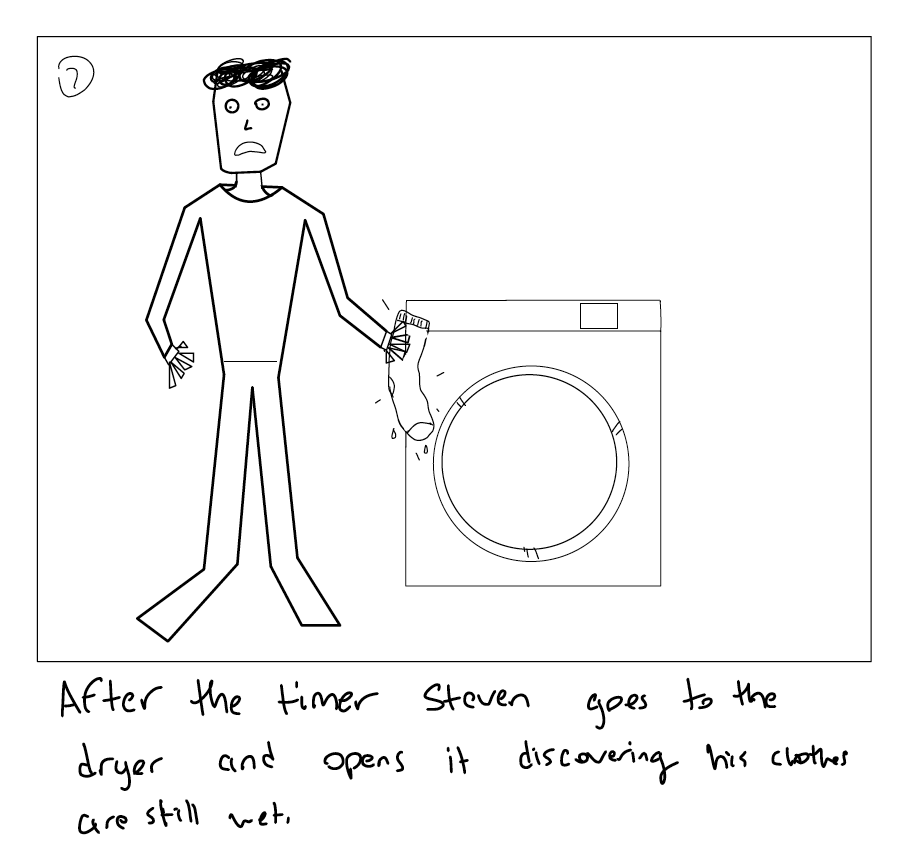 7
After the timer Steven goes to the
dryer and opens it discovering his clothes
are still wet.